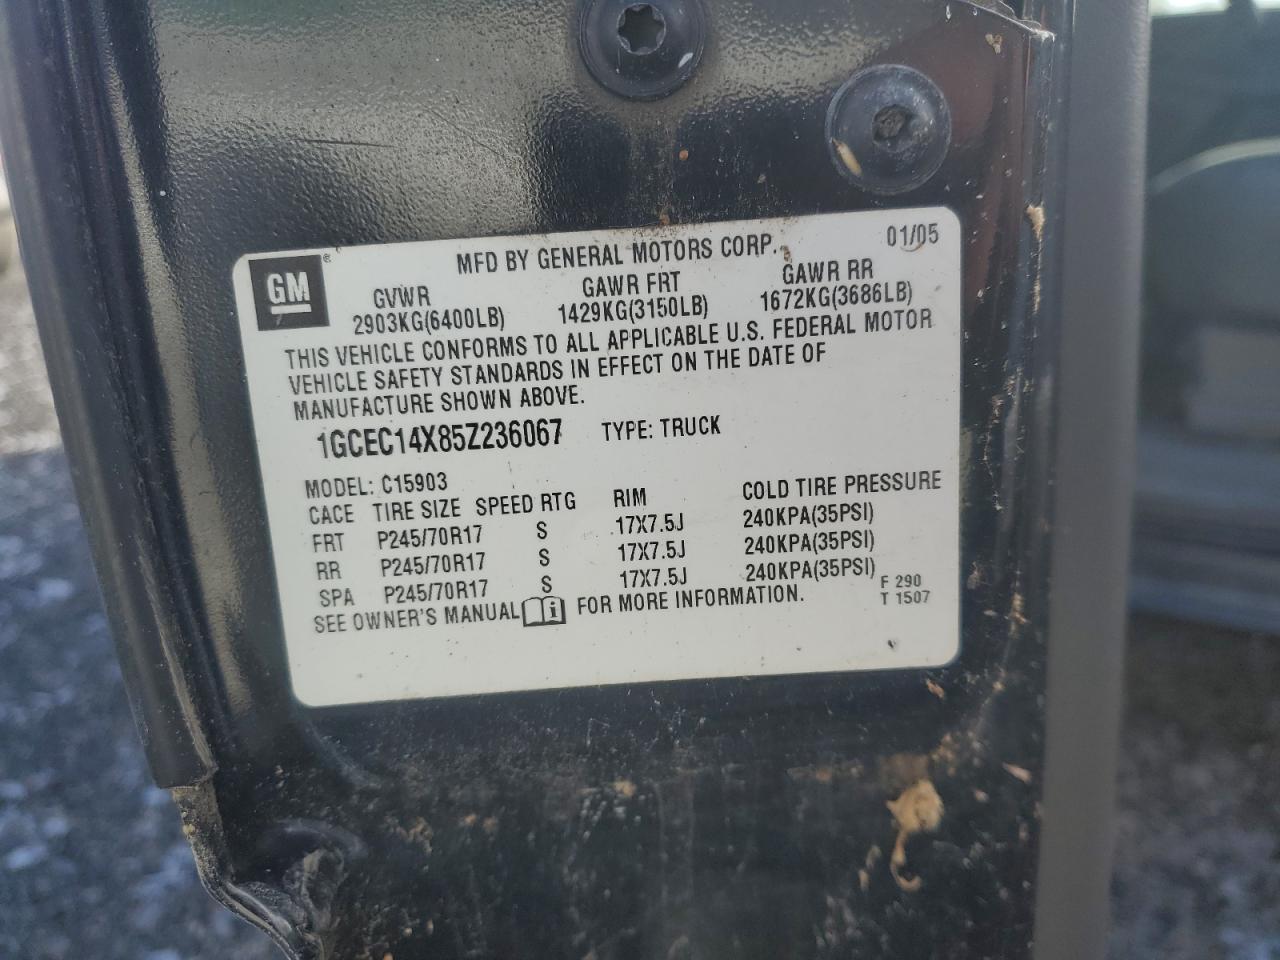 MFD BY GENERAL MOTORS CORP. 01/05
GM®
GVWR GAWR FRT GAWR RR
2903KG(6400LB) 1429KG(3150LB) 1672KG(3686LB)
THIS VEHICLE CONFORMS TO ALL APPLICABLE U.S. FEDERAL MOTOR
VEHICLE SAFETY STANDARDS IN EFFECT ON THE DATE OF
MANUFACTURE SHOWN ABOVE.
1GCEC14X85Z236067 TYPE: TRUCK
MODEL: C15903
CACE TIRE SIZE SPEED RTG RIM COLD TIRE PRESSURE
FRT P245/70R17 S 17X7.5J 240KPA(35PSI)
RR P245/70R17 S 17X7.5J 240KPA(35PSI)
SPA P245/70R17 S 17X7.5J 240KPA(35PSI)
SEE OWNER'S MANUAL i FOR MORE INFORMATION.
F 290
T 1507